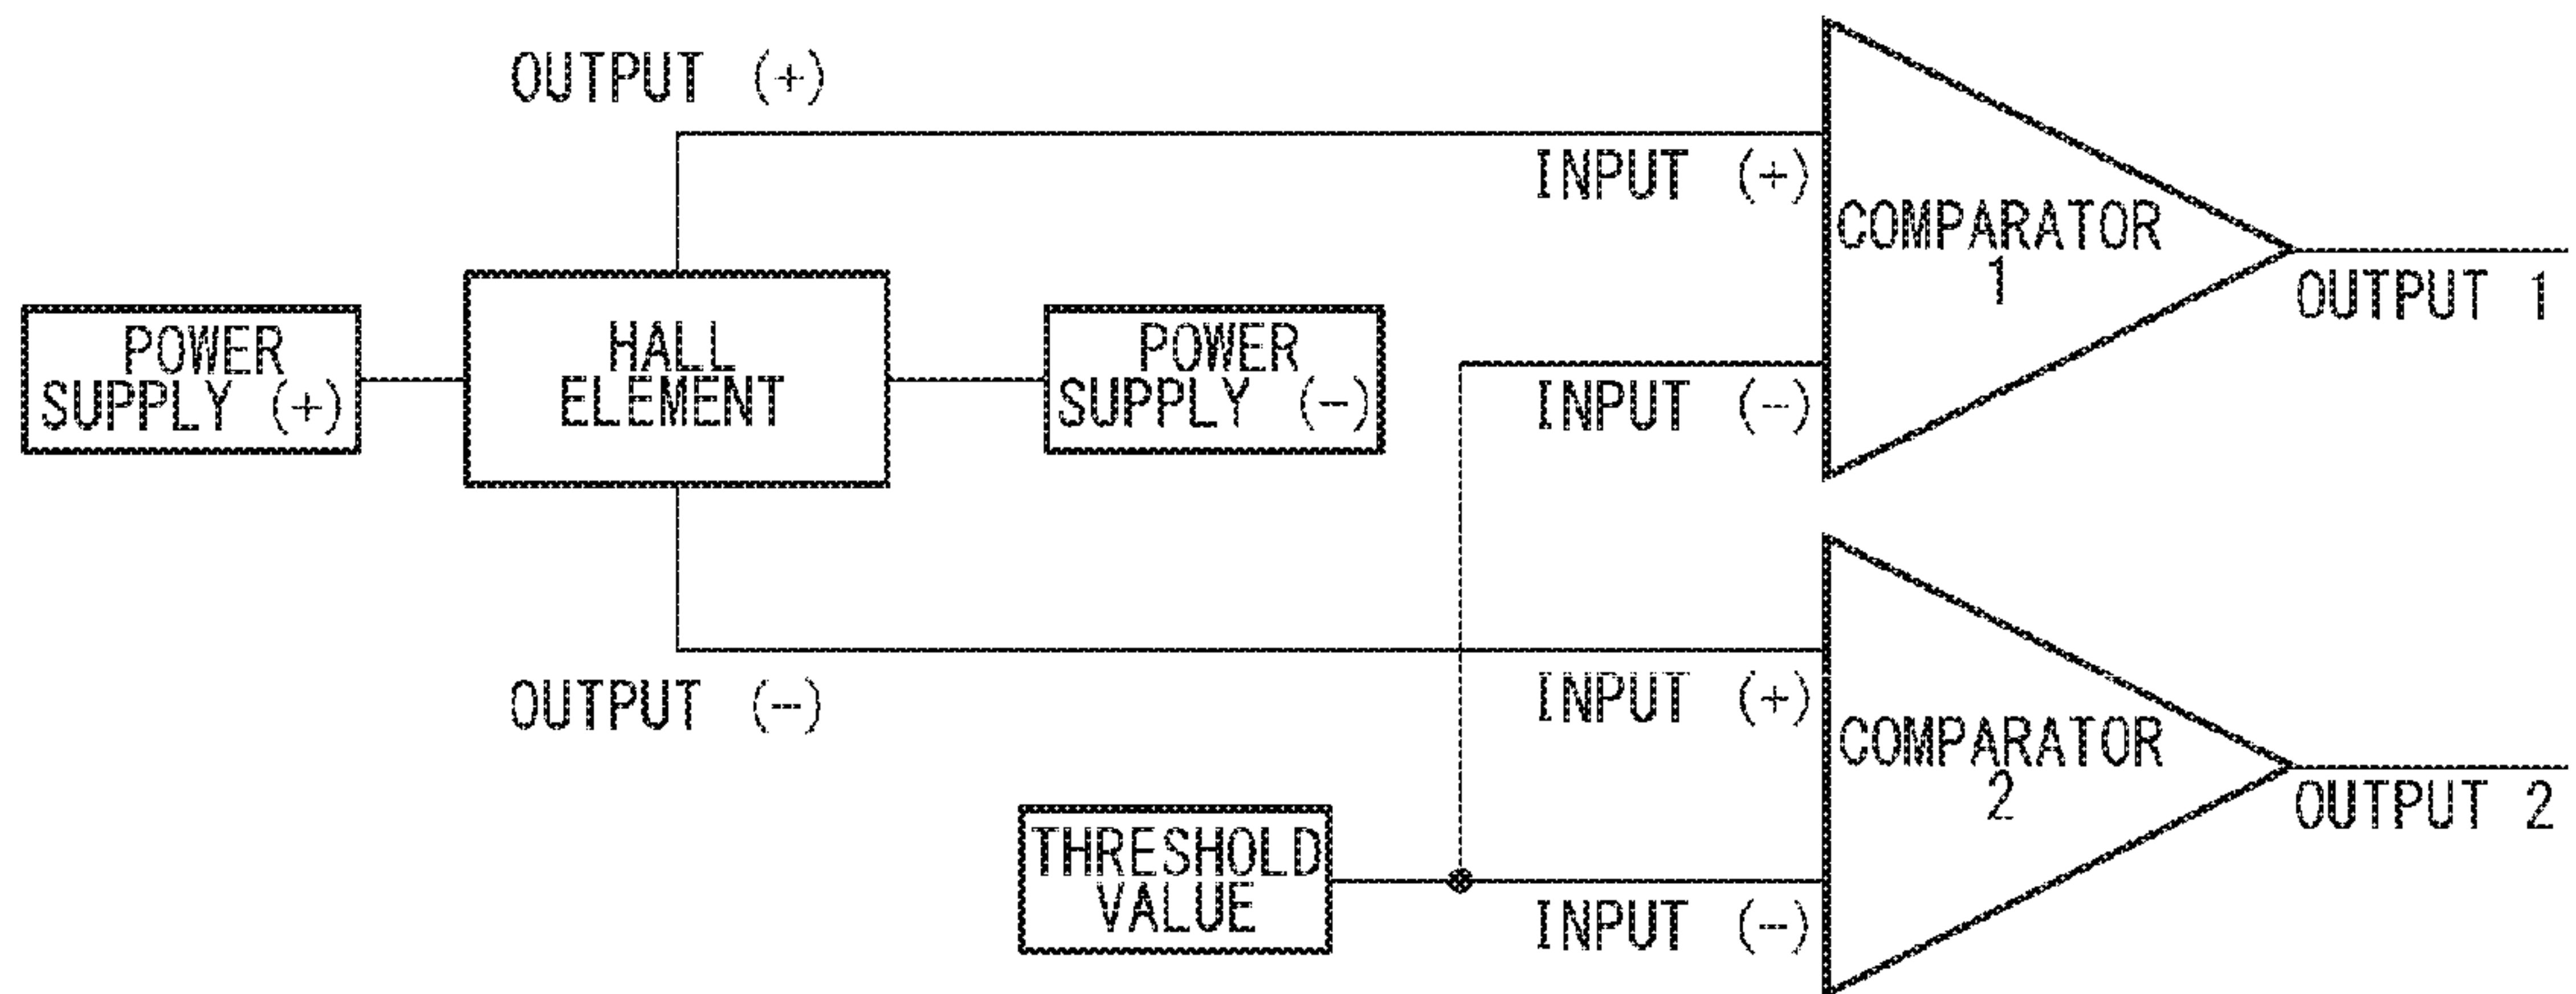 OUTPUT (+)
INPUT (+)
COMPARATOR
1
OUTPUT 1
POWER
SUPPLY (+)
HALL
ELEMENT
POWER
SUPPLY (-)
INPUT (-)
OUTPUT (-)
INPUT (+)
COMPARATOR
2
OUTPUT 2
THRESHOLD
VALUE
INPUT (-)